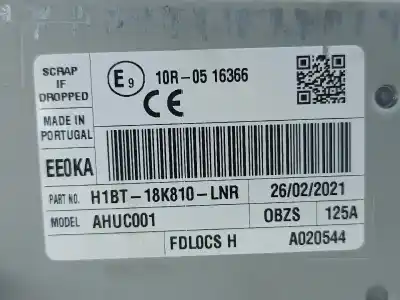 SCRAP
IF
DROPPED
E9 10R-05 16366
CE
MADE IN
PORTUGAL
EE0KA
PART NO. H1BT-18K810-LNR 26/02/2021
MODEL AHUC001 OBZS 125A
FDLOCS H A020544